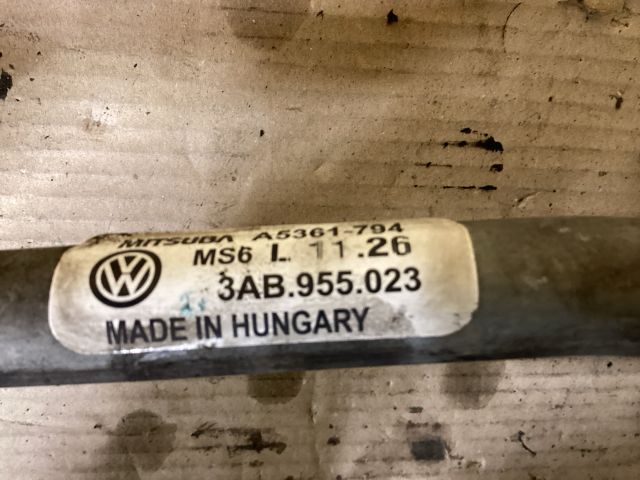 MITSUBA A5361-794
MS6 L 11.26
3AB.955.023
MADE IN HUNGARY